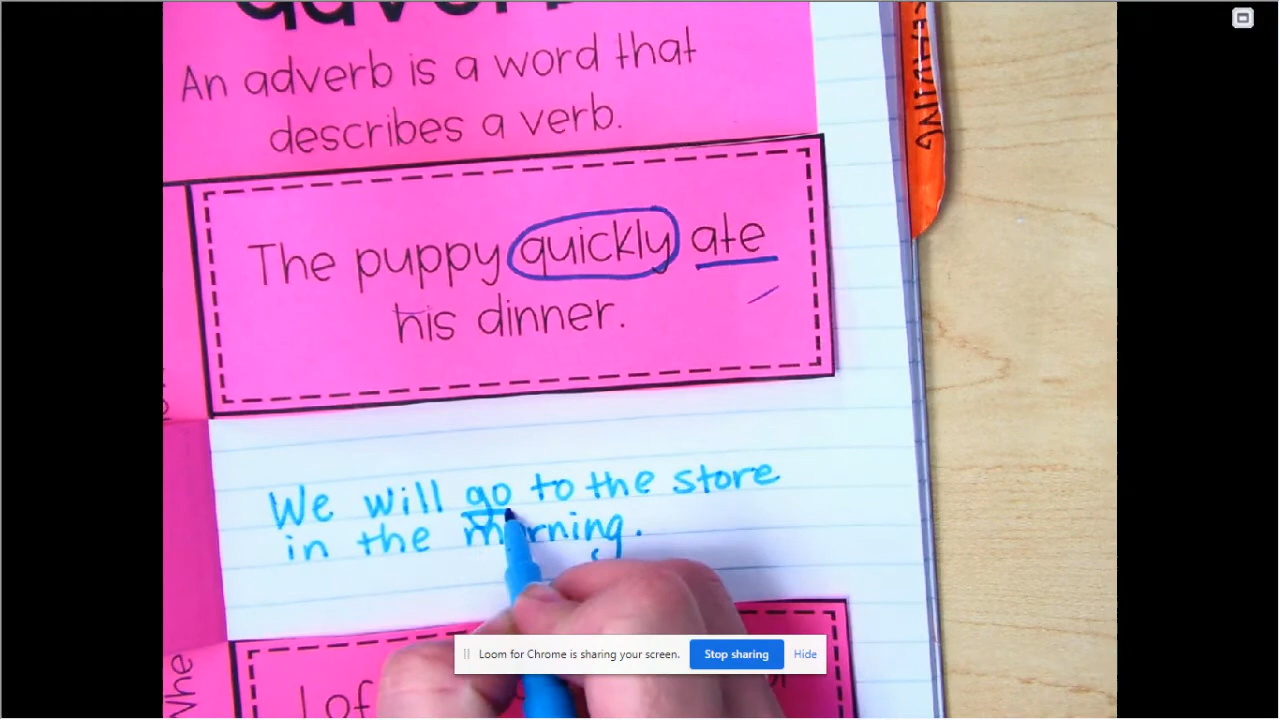 adverb
An adverb is a word that
describes a verb.
The puppy quickly ate
his dinner.
We will go to the store
in the morning.
Loom for Chrome is sharing your screen. Stop sharing Hide